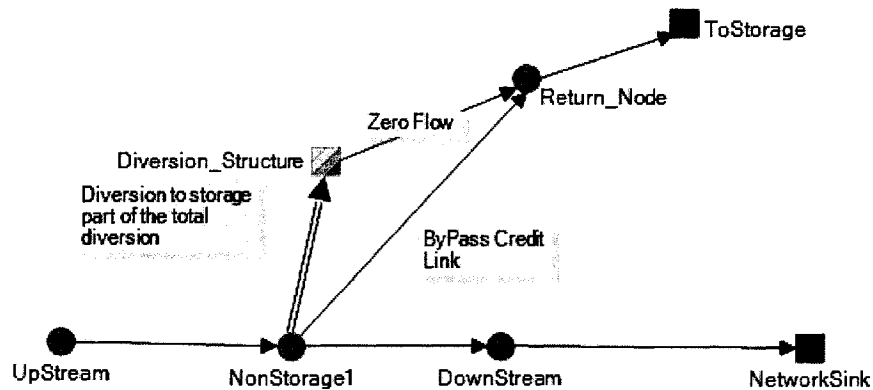 ToStorage
Return_Node
Zero Flow
Diversion_Structure
Diversion to storage
part of the total
diversion
ByPass Credit
Link
UpStream
NonStorage1
DownStream
NetworkSink